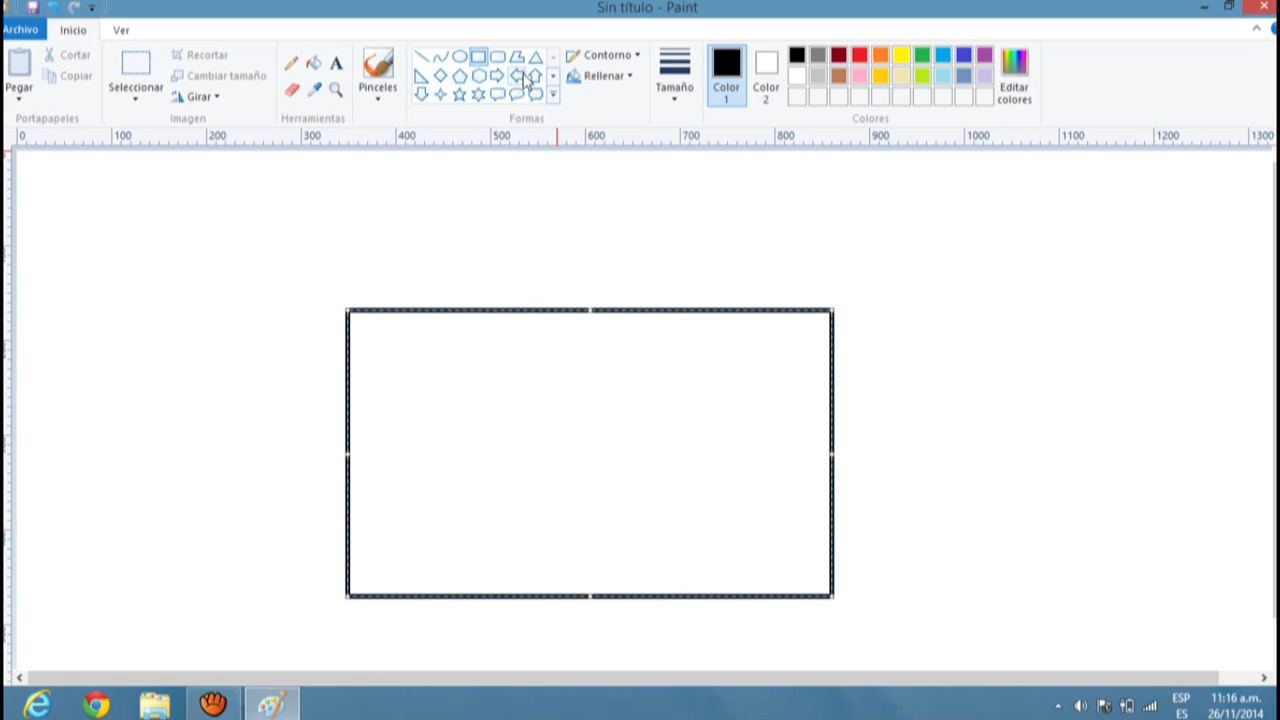 Sin título - Paint
Archivo Inicio Ver
Pegar
Cortar
Copiar
Portapapeles
Seleccionar
Recortar
Cambiar tamaño
Girar
Imagen
A
Herramientas
Pinceles
Formas
Contorno
Rellenar
Tamaño
Color 1
Color 2
Editar colores
Colores
0 100 200 300 400 500 600 700 800 900 1000 1100 1200 1300
ESP 11:16 a.m.
ES 26/11/2014